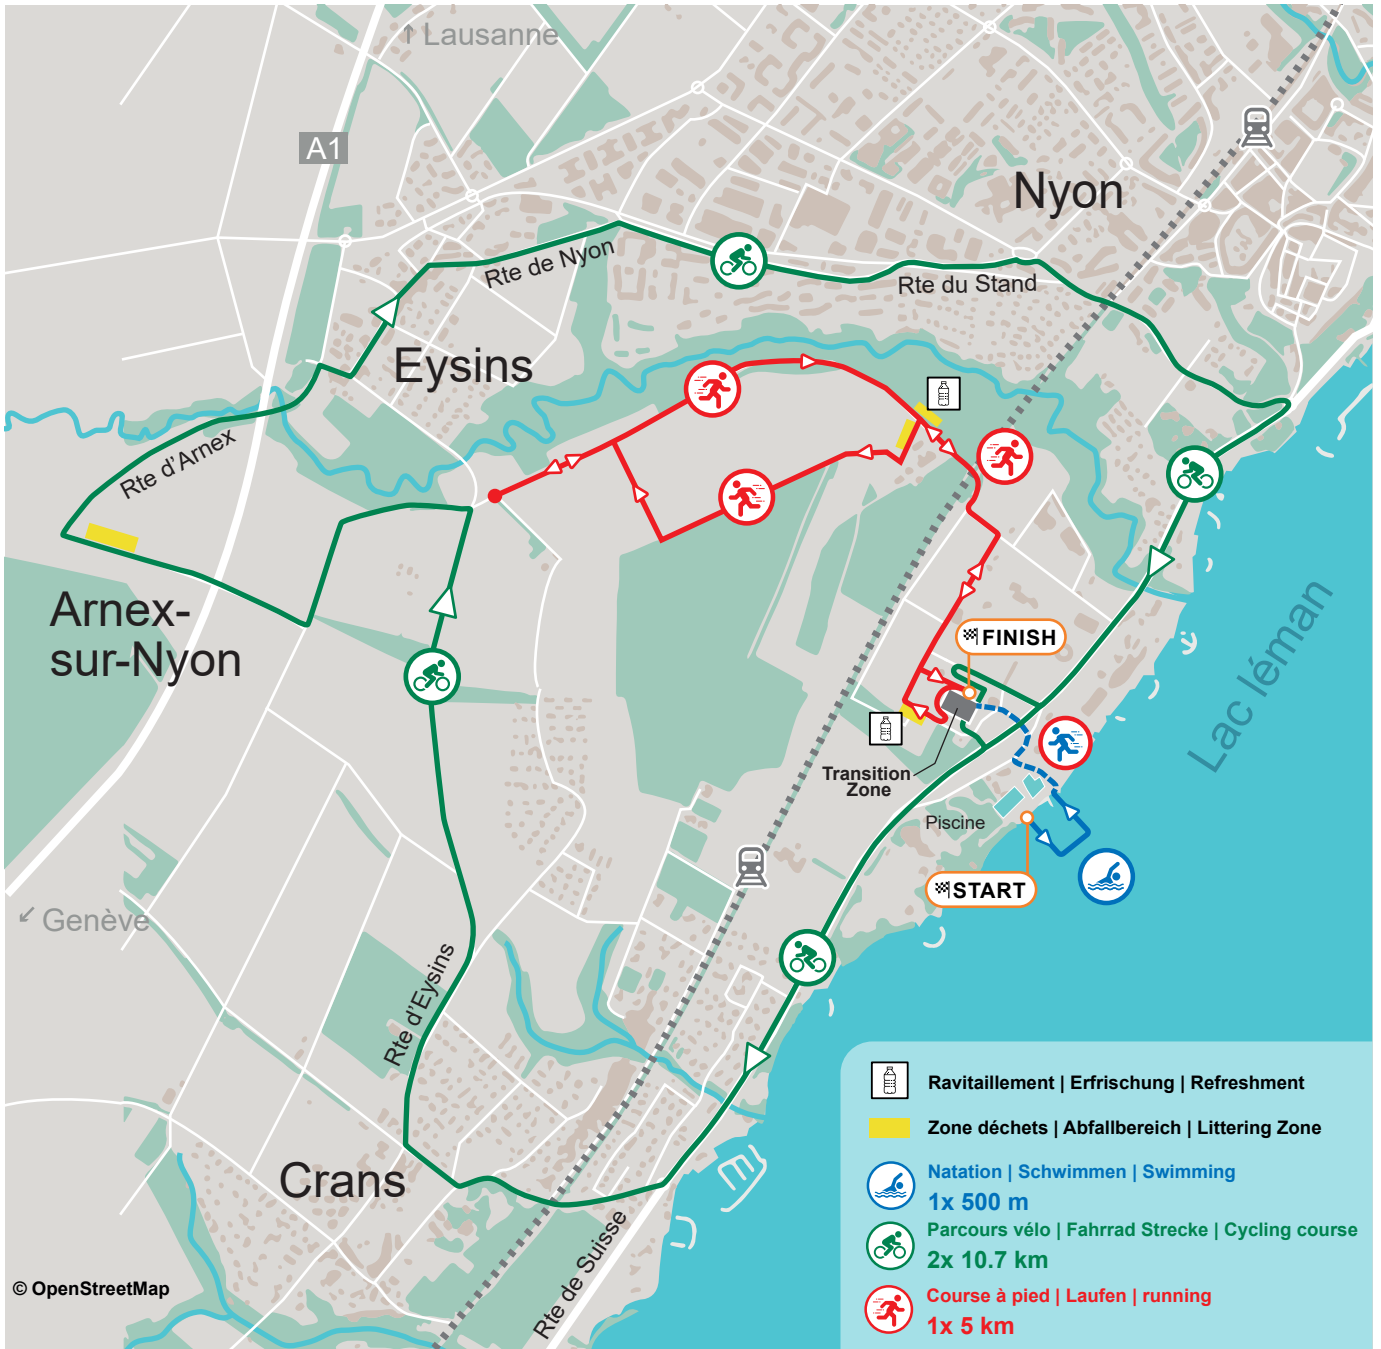 ↑ Lausanne
A1
Nyon
Rte de Nyon
Rte du Stand
Eysins
Rte d'Arnex
Arnex-
sur-Nyon
FINISH
Lac léman
Transition
Zone
Piscine
START
↙ Genève
Rte d'Eysins
Crans
Rte de Suisse
Ravitaillement | Erfrischung | Refreshment
Zone déchets | Abfallbereich | Littering Zone
Natation | Schwimmen | Swimming
1x 500 m
Parcours vélo | Fahrrad Strecke | Cycling course
2x 10.7 km
Course à pied | Laufen | running
1x 5 km
© OpenStreetMap